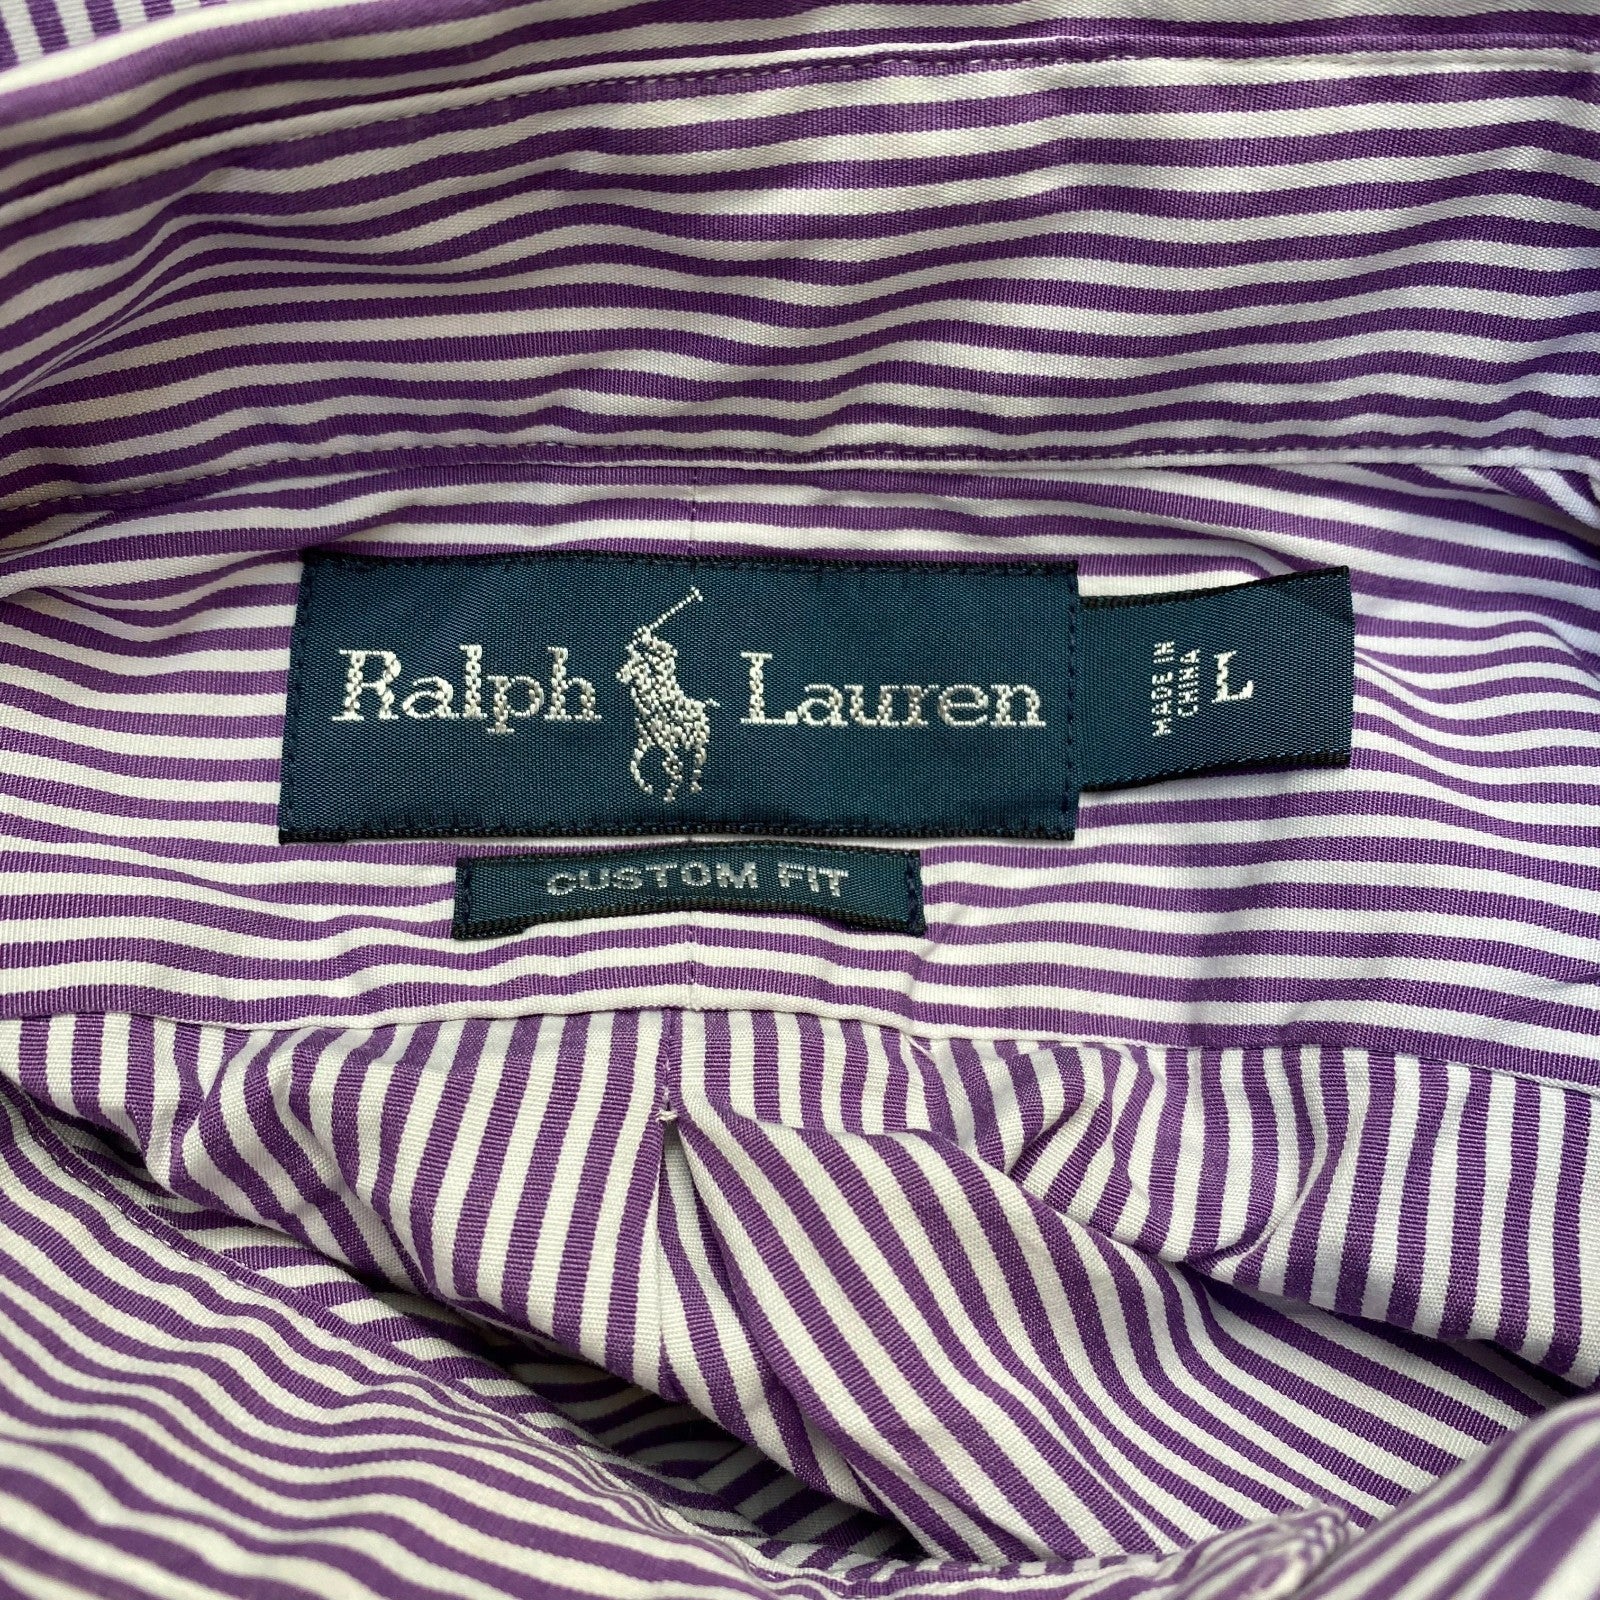 Ralph Lauren
MADE IN
CHINA
L
CUSTOM FIT